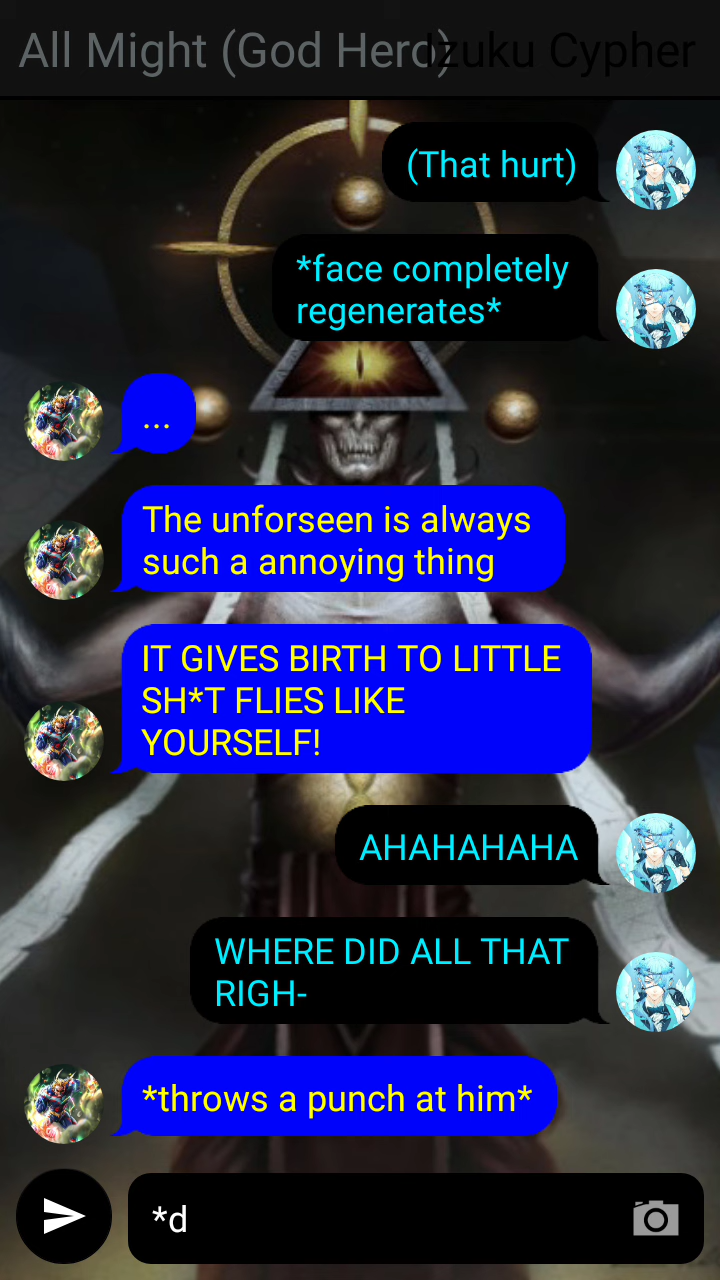 All Might (God Hero)
Izuku Cypher
(That hurt)
*face completely
regenerates*
...
The unforseen is always
such a annoying thing
IT GIVES BIRTH TO LITTLE
SH*T FLIES LIKE
YOURSELF!
AHAHAHAHA
WHERE DID ALL THAT
RIGH-
*throws a punch at him*
*d